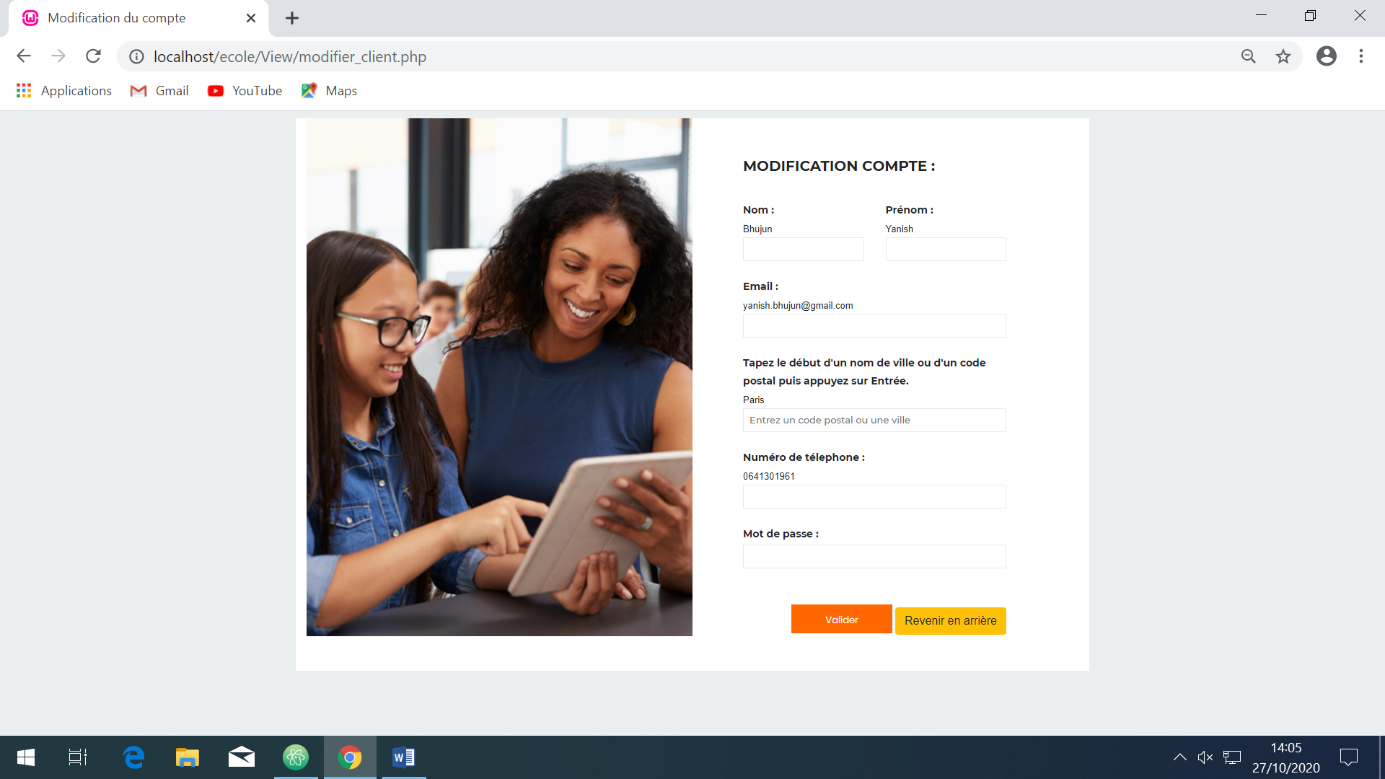 Modification du compte
localhost/ecole/View/modifier_client.php
Applications Gmail YouTube Maps
MODIFICATION COMPTE :
Nom : Prénom :
Bhujun Yanish
Email :
yanish.bhujun@gmail.com
Tapez le début d'un nom de ville ou d'un code
postal puis appuyez sur Entrée.
Paris
Entrez un code postal ou une ville
Numéro de télephone :
0641301961
Mot de passe :
Valider Revenir en arrière
14:05
27/10/2020